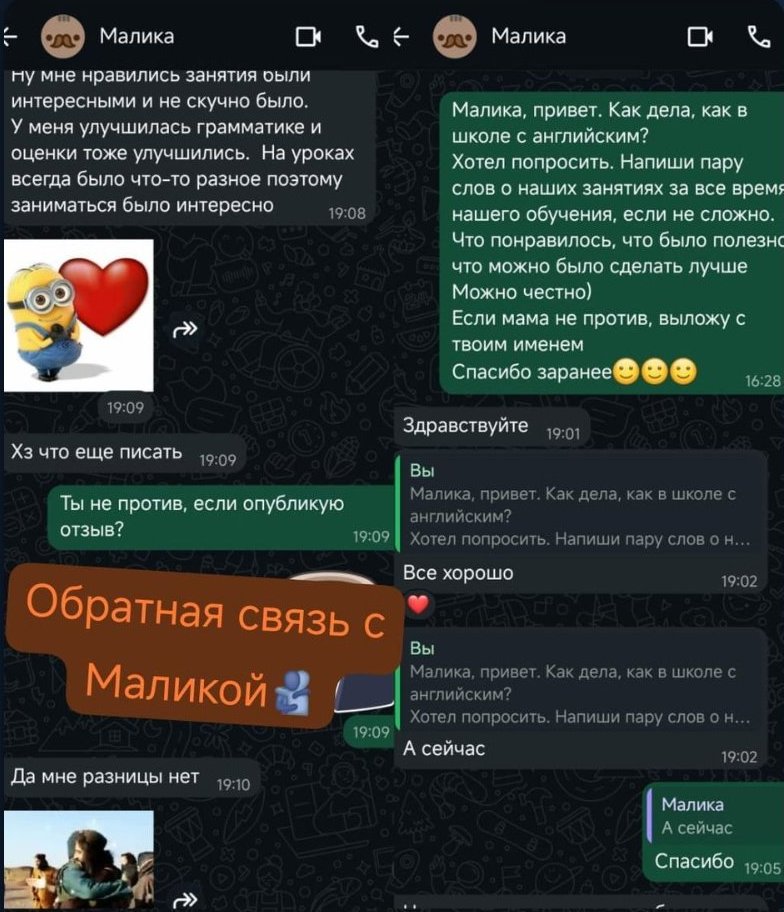 Малика
Ну мне нравились занятия были
интересными и не скучно было.
У меня улучшилась грамматике и
оценки тоже улучшились. На уроках
всегда было что-то разное поэтому
заниматься было интересно
19:08
19:09
Хз что еще писать
19:09
Ты не против, если опубликую
отзыв?
19:09
Обратная связь с
Маликой
19:09
Да мне разницы нет
19:10
Малика
Малика, привет. Как дела, как в
школе с английским?
Хотел попросить. Напиши пару
слов о наших занятиях за все время
нашего обучения, если не сложно.
Что понравилось, что было полезно
что можно было сделать лучше
Можно честно)
Если мама не против, выложу с
твоим именем
Спасибо заранее🙂🙂🙂
16:28
Здравствуйте
19:01
Вы
Малика, привет. Как дела, как в школе с
английским?
Хотел попросить. Напиши пару слов о н...
Все хорошо
19:02
Вы
Малика, привет. Как дела, как в школе с
английским?
Хотел попросить. Напиши пару слов о н...
А сейчас
19:02
Малика
А сейчас
Спасибо
19:05